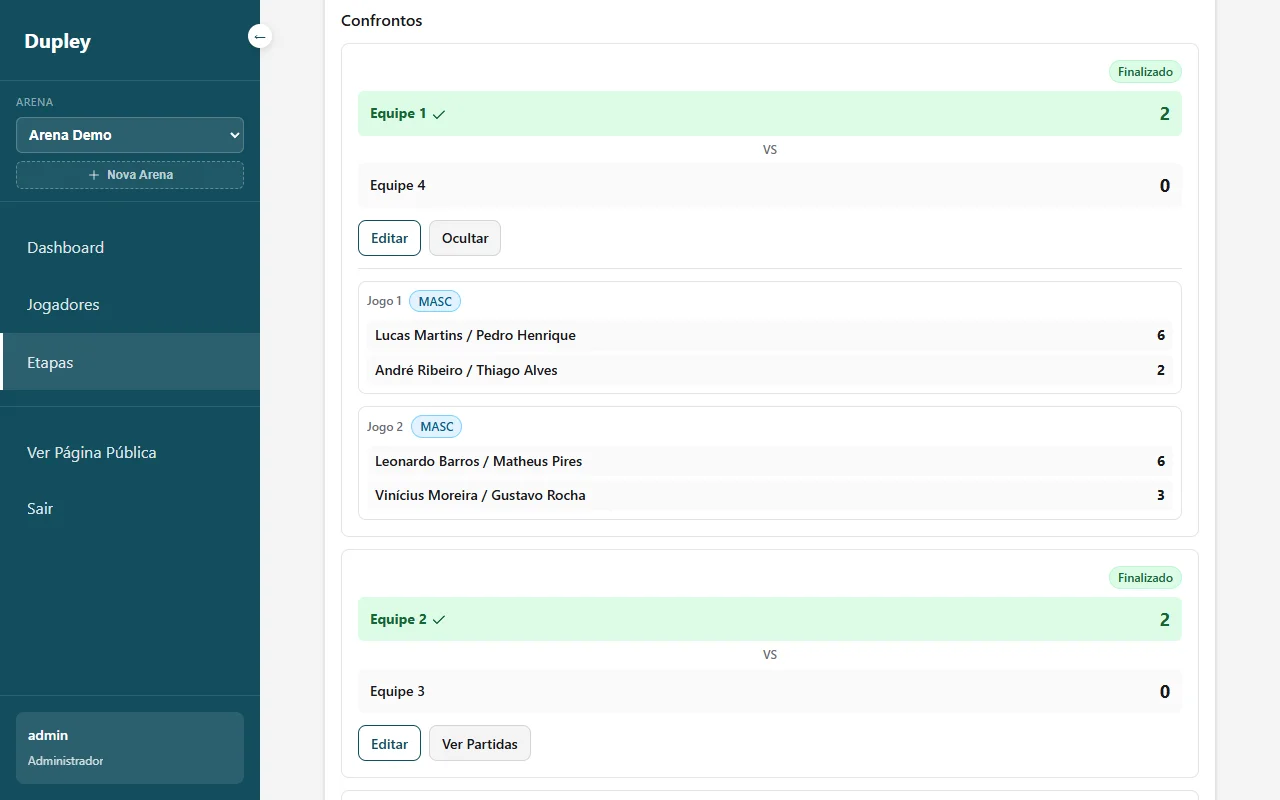 Dupley
←
ARENA
Arena Demo
+ Nova Arena
Dashboard
Jogadores
Etapas
Ver Página Pública
Sair
admin
Administrador
Confrontos
Finalizado
Equipe 1 ✓ 2
VS
Equipe 4 0
Editar Ocultar
Jogo 1 MASC
Lucas Martins / Pedro Henrique 6
André Ribeiro / Thiago Alves 2
Jogo 2 MASC
Leonardo Barros / Matheus Pires 6
Vinícius Moreira / Gustavo Rocha 3
Finalizado
Equipe 2 ✓ 2
VS
Equipe 3 0
Editar Ver Partidas